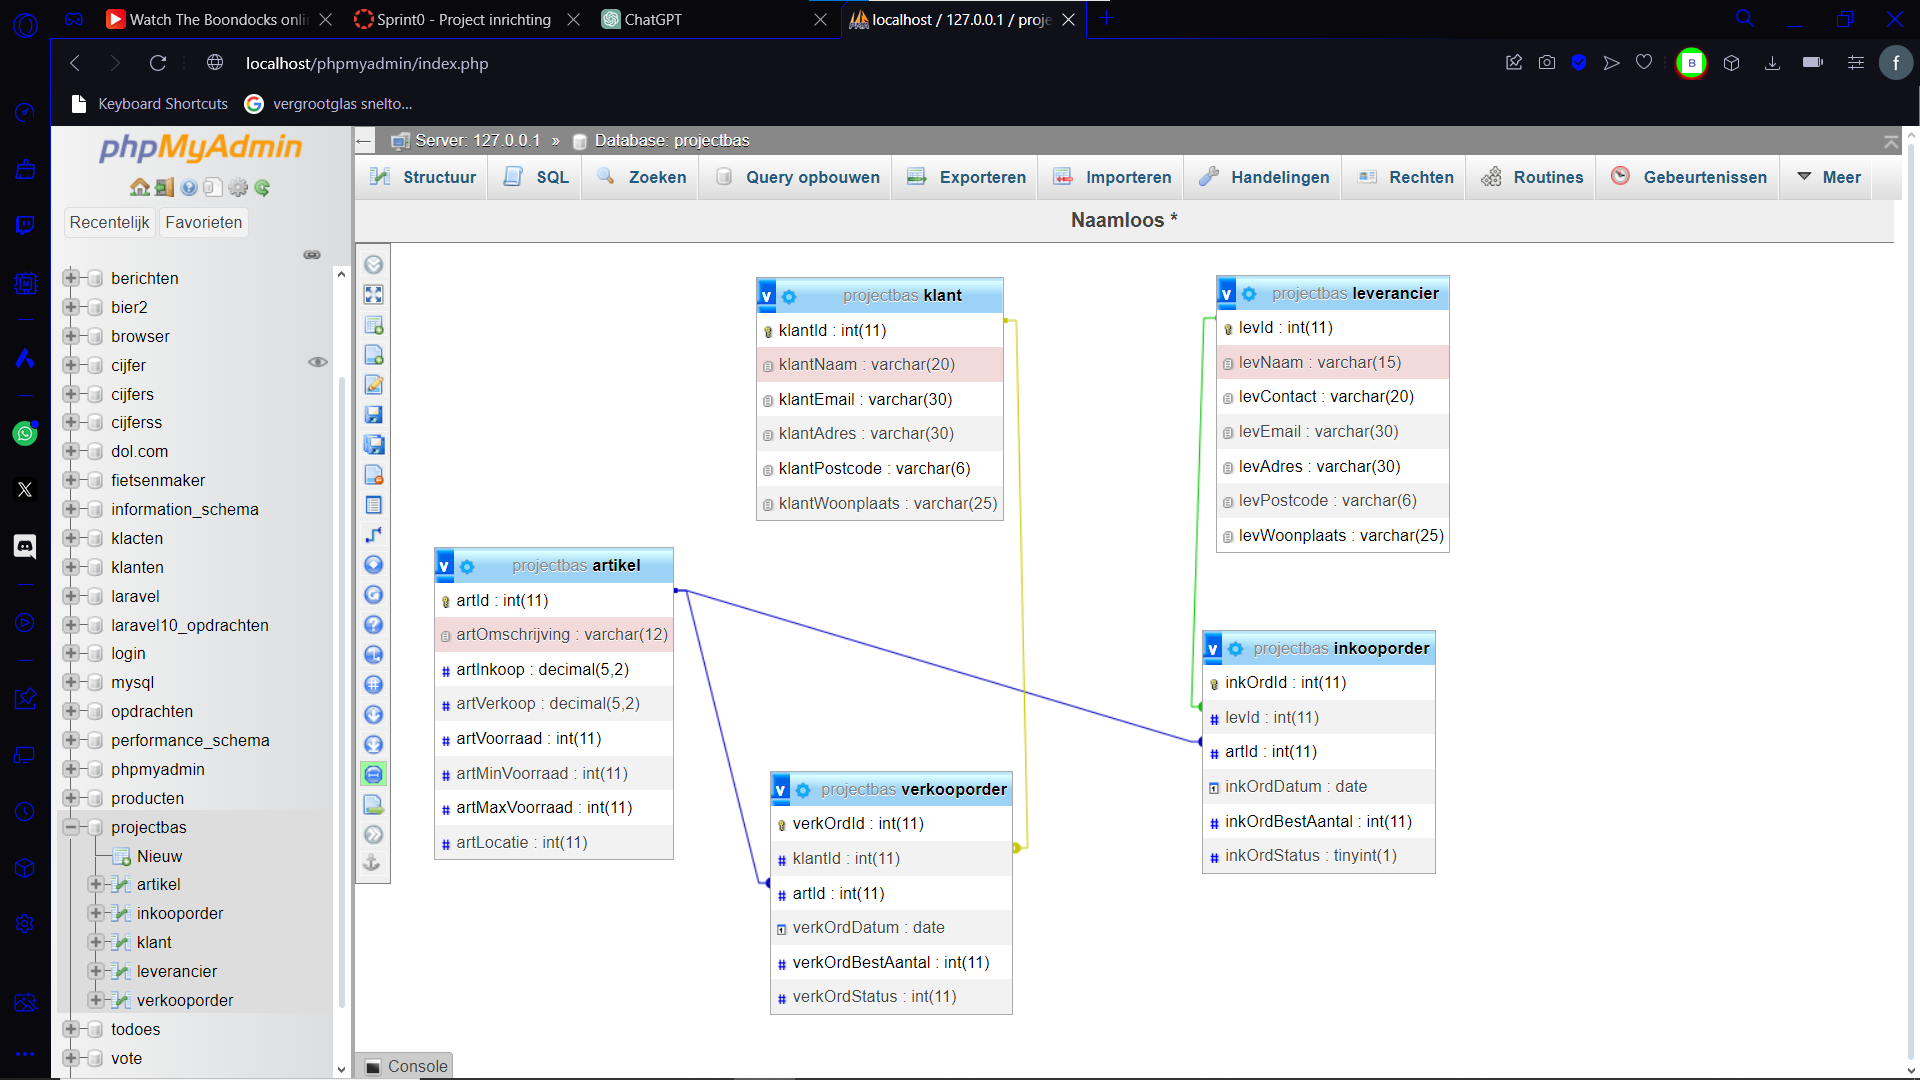 Watch The Boondocks onli
Sprint0 - Project inrichting
ChatGPT
localhost / 127.0.0.1 / proje
localhost/phpmyadmin/index.php
B
f
Keyboard Shortcuts
vergrootglas snelto...
phpMyAdmin
Recentelijk
Favorieten
berichten
bier2
browser
cijfer
cijfers
cijferss
dol.com
fietsenmaker
information_schema
klacten
klanten
laravel
laravel10_opdrachten
login
mysql
opdrachten
performance_schema
phpmyadmin
producten
projectbas
Nieuw
artikel
inkooporder
klant
leverancier
verkooporder
todoes
vote
Server: 127.0.0.1 » Database: projectbas
Structuur
SQL
Zoeken
Query opbouwen
Exporteren
Importeren
Handelingen
Rechten
Routines
Gebeurtenissen
Meer
Naamloos *
v projectbas klant
klantId : int(11)
klantNaam : varchar(20)
klantEmail : varchar(30)
klantAdres : varchar(30)
klantPostcode : varchar(6)
klantWoonplaats : varchar(25)
v projectbas leverancier
levId : int(11)
levNaam : varchar(15)
levContact : varchar(20)
levEmail : varchar(30)
levAdres : varchar(30)
levPostcode : varchar(6)
levWoonplaats : varchar(25)
v projectbas artikel
artId : int(11)
artOmschrijving : varchar(12)
# artInkoop : decimal(5,2)
# artVerkoop : decimal(5,2)
# artVoorraad : int(11)
# artMinVoorraad : int(11)
# artMaxVoorraad : int(11)
# artLocatie : int(11)
v projectbas inkooporder
inkOrdId : int(11)
# levId : int(11)
# artId : int(11)
inkOrdDatum : date
# inkOrdBestAantal : int(11)
# inkOrdStatus : tinyint(1)
v projectbas verkooporder
verkOrdId : int(11)
# klantId : int(11)
# artId : int(11)
verkOrdDatum : date
# verkOrdBestAantal : int(11)
# verkOrdStatus : int(11)
Console